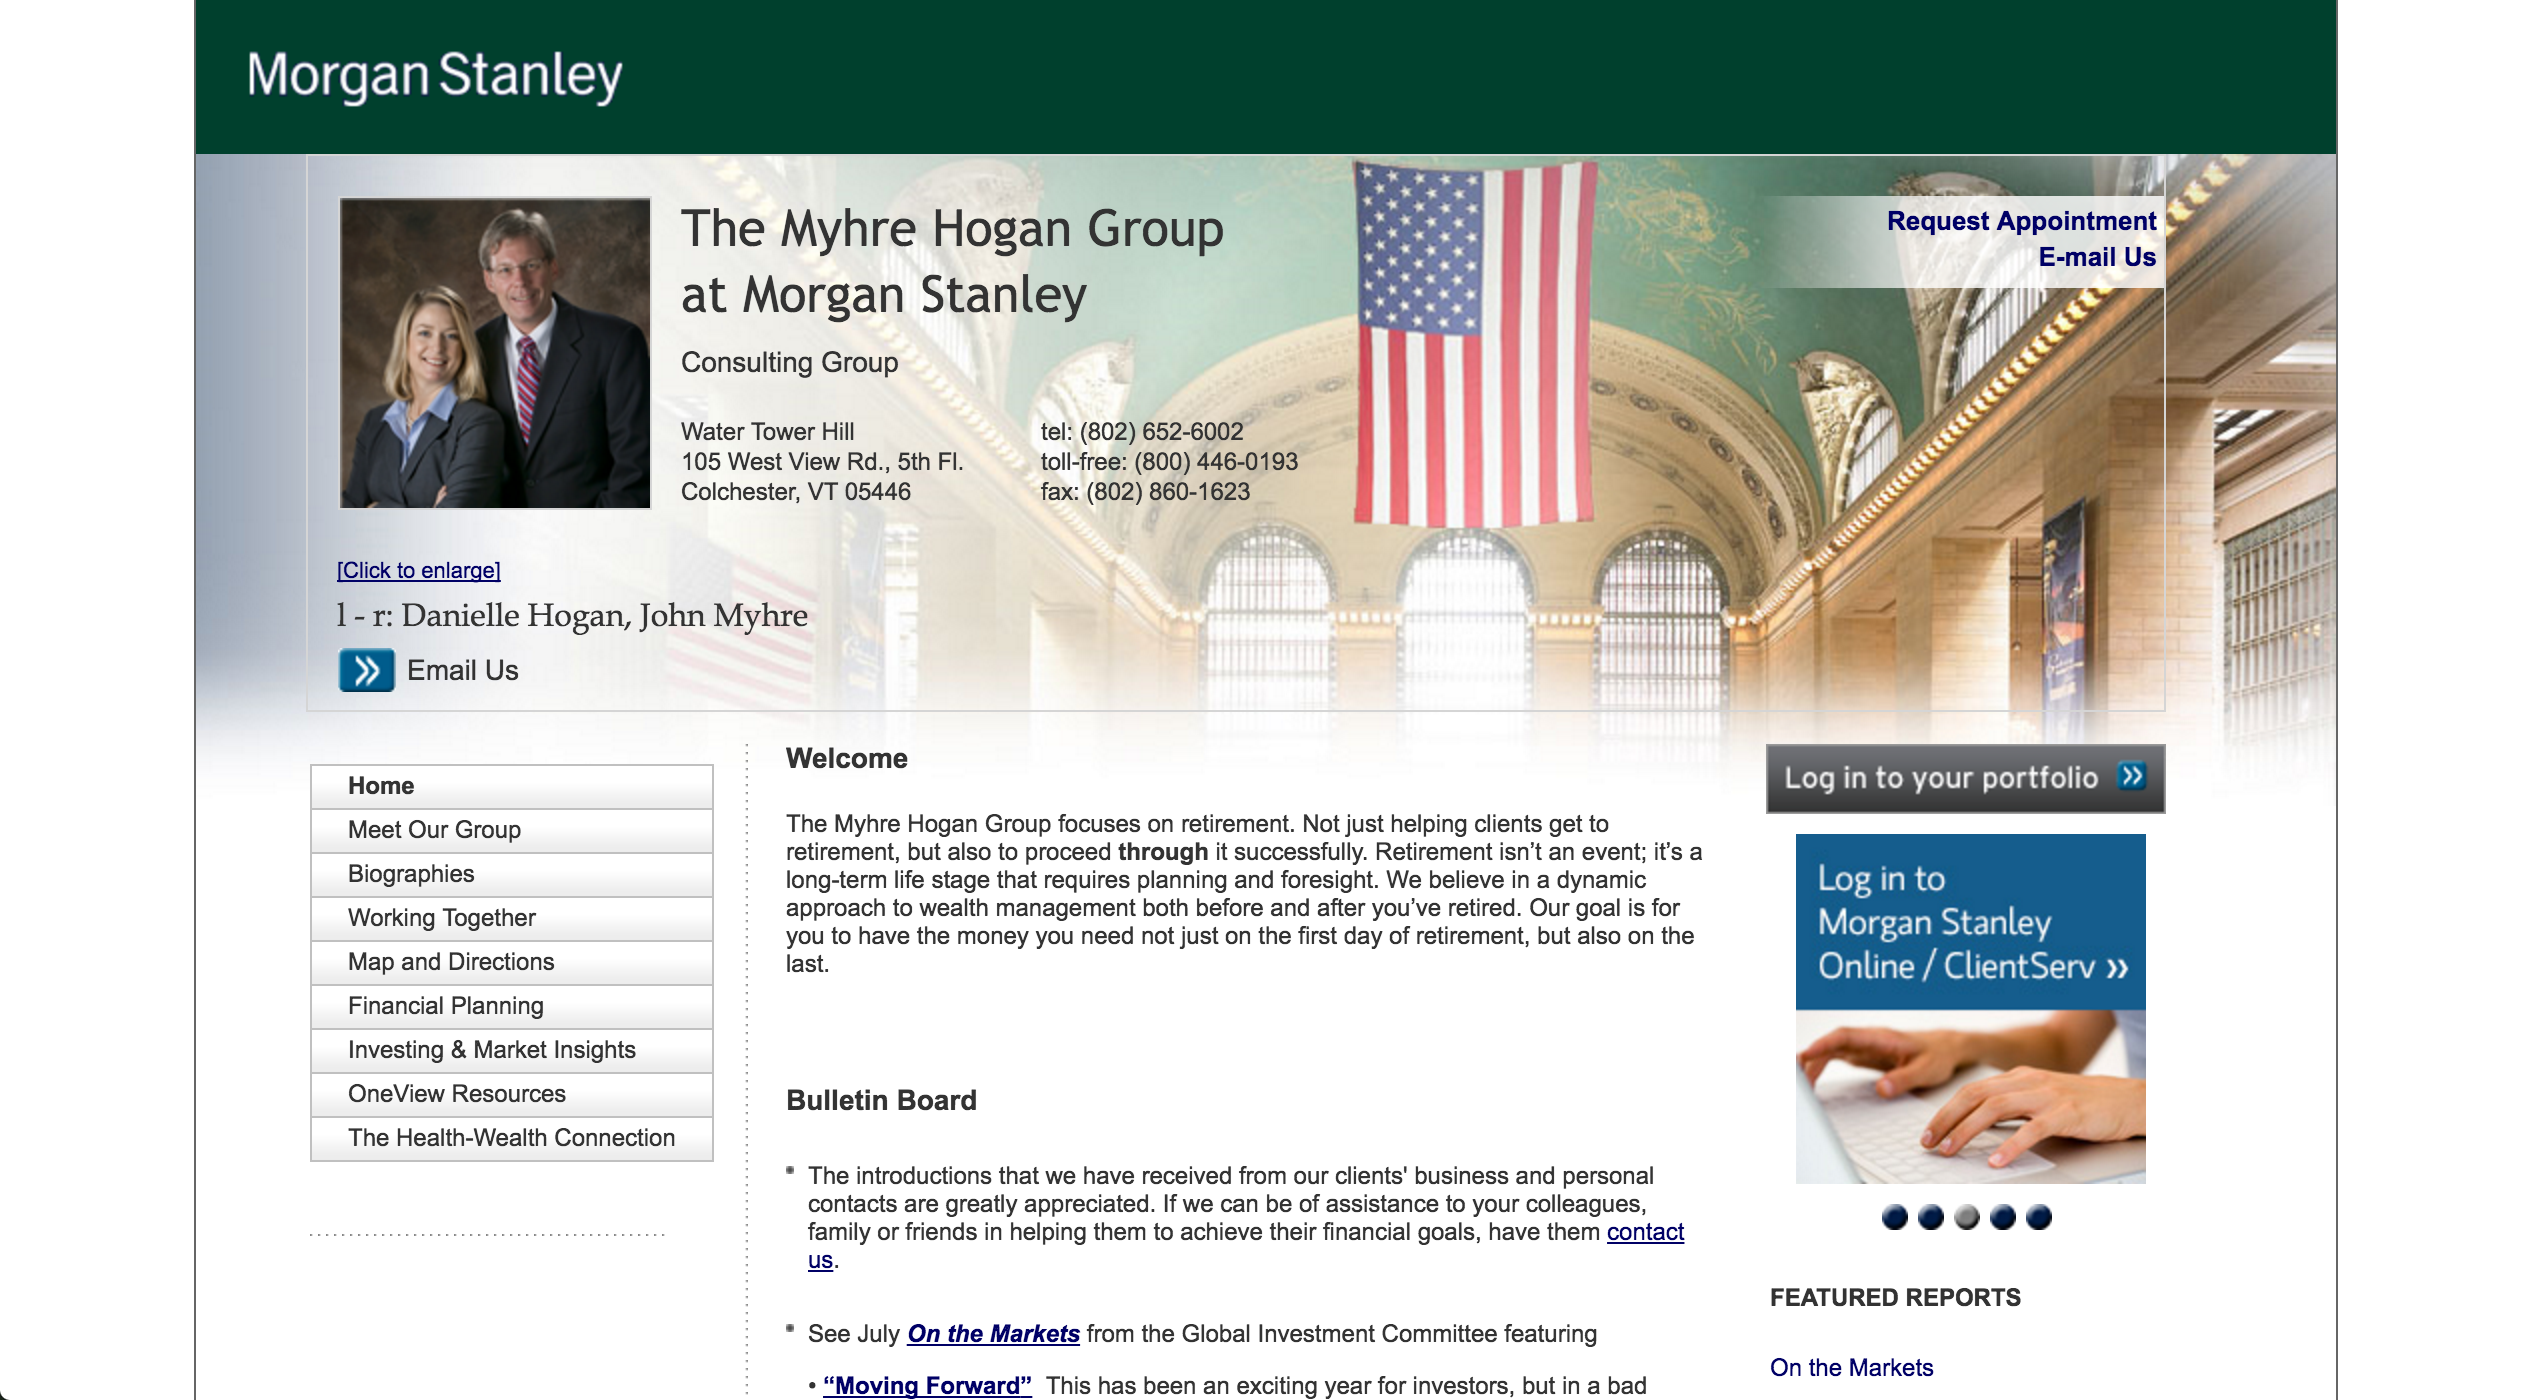 Morgan Stanley
The Myhre Hogan Group
at Morgan Stanley
Consulting Group
Water Tower Hill
105 West View Rd., 5th Fl.
Colchester, VT 05446
tel: (802) 652-6002
toll-free: (800) 446-0193
fax: (802) 860-1623
Request Appointment
E-mail Us
[Click to enlarge]
l - r: Danielle Hogan, John Myhre
Email Us
Home
Meet Our Group
Biographies
Working Together
Map and Directions
Financial Planning
Investing & Market Insights
OneView Resources
The Health-Wealth Connection
Welcome
The Myhre Hogan Group focuses on retirement. Not just helping clients get to
retirement, but also to proceed through it successfully. Retirement isn’t an event; it’s a
long-term life stage that requires planning and foresight. We believe in a dynamic
approach to wealth management both before and after you’ve retired. Our goal is for
you to have the money you need not just on the first day of retirement, but also on the
last.
Bulletin Board
The introductions that we have received from our clients' business and personal
contacts are greatly appreciated. If we can be of assistance to your colleagues,
family or friends in helping them to achieve their financial goals, have them contact
us.
See July On the Markets from the Global Investment Committee featuring
• “Moving Forward” This has been an exciting year for investors, but in a bad
Log in to your portfolio
Log in to
Morgan Stanley
Online / ClientServ »
FEATURED REPORTS
On the Markets